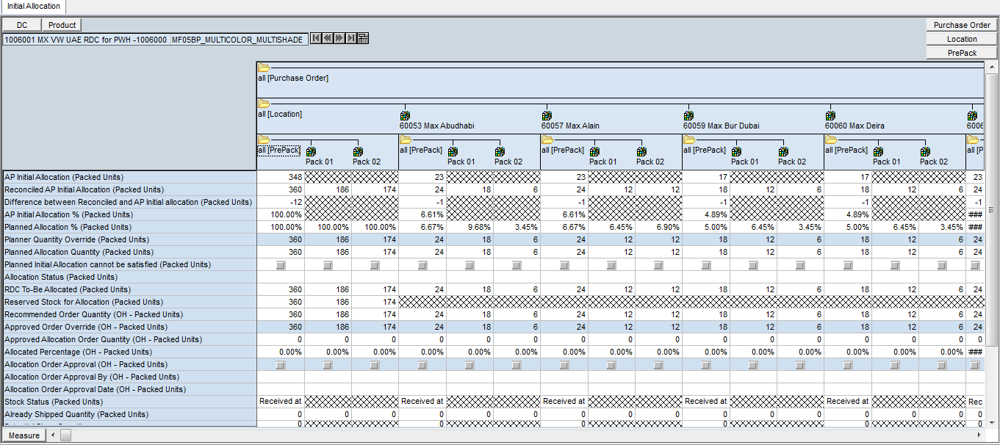 Initial Allocation
DC Product Purchase Order
1006001 MX VW UAE RDC for PWH -1006000 MF05BP_MULTICOLOR_MULTISHADE Location
PrePack
all [Purchase Order]
all [Location] 60053 Max Abudhabi 60057 Max Alain 60059 Max Bur Dubai 60060 Max Deira
all [PrePack] Pack 01 Pack 02 all [PrePack] Pack 01 Pack 02 all [PrePack] Pack 01 Pack 02 all [PrePack] Pack 01 Pack 02 all [PrePack] Pack 01 Pack 02
AP Initial Allocation (Packed Units) 348 23 23 17 17 23
Reconciled AP Initial Allocation (Packed Units) 360 186 174 24 18 6 24 12 12 18 12 6 18 12 6 24
Difference between Reconciled and AP Initial allocation (Packed Units) -12 -1 -1 -1 -1 -1
AP Initial Allocation % (Packed Units) 100.00% 6.61% 6.61% 4.89% 4.89% ###
Planned Allocation % (Packed Units) 100.00% 100.00% 100.00% 6.67% 9.68% 3.45% 6.67% 6.45% 6.90% 5.00% 6.45% 3.45% 5.00% 6.45% 3.45% ###
Planner Quantity Override (Packed Units) 360 186 174 24 18 6 24 12 12 18 12 6 18 12 6 24
Planned Allocation Quantity (Packed Units) 360 186 174 24 18 6 24 12 12 18 12 6 18 12 6 24
Planned Initial Allocation cannot be satisfied (Packed Units)
Allocation Status (Packed Units)
RDC To-Be Allocated (Packed Units) 360 186 174 24 18 6 24 12 12 18 12 6 18 12 6 24
Reserved Stock for Allocation (Packed Units) 360 186 174
Recommended Order Quantity (OH - Packed Units) 360 186 174 24 18 6 24 12 12 18 12 6 18 12 6 24
Approved Order Override (OH - Packed Units) 360 186 174 24 18 6 24 12 12 18 12 6 18 12 6 24
Approved Allocation Order Quantity (OH - Packed Units) 0 0 0 0 0 0 0 0 0 0 0 0 0 0 0 0
Allocated Percentage (OH - Packed Units) 0.00% 0.00% 0.00% 0.00% 0.00% 0.00% 0.00% 0.00% 0.00% 0.00% 0.00% 0.00% 0.00% 0.00% 0.00% ###
Allocation Order Approval (OH - Packed Units)
Allocation Order Approval By (OH - Packed Units)
Allocation Order Approval Date (OH - Packed Units)
Stock Status (Packed Units) Received at Received at Received at Received at Received at Rec
Already Shipped Quantity (Packed Units) 0 0 0 0 0 0 0 0 0 0 0 0 0 0 0 0
0 0 0 0 0 0
Measure